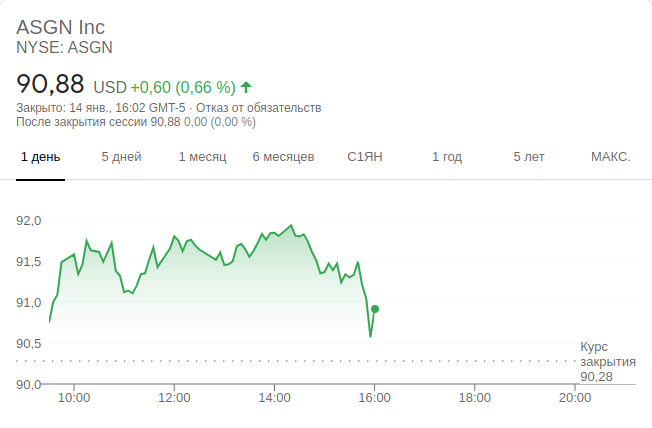 ASGN Inc
NYSE: ASGN
90,88 USD +0,60 (0,66 %)
Закрыто: 14 янв., 16:02 GMT-5 · Отказ от обязательств
После закрытия сессии 90,88 0,00 (0,00 %)
1 день 5 дней 1 месяц 6 месяцев С1ЯН 1 год 5 лет МАКС.
92,0
91,5
91,0
90,5
Курс
закрытия
90,28
90,0
10:00 12:00 14:00 16:00 18:00 20:00